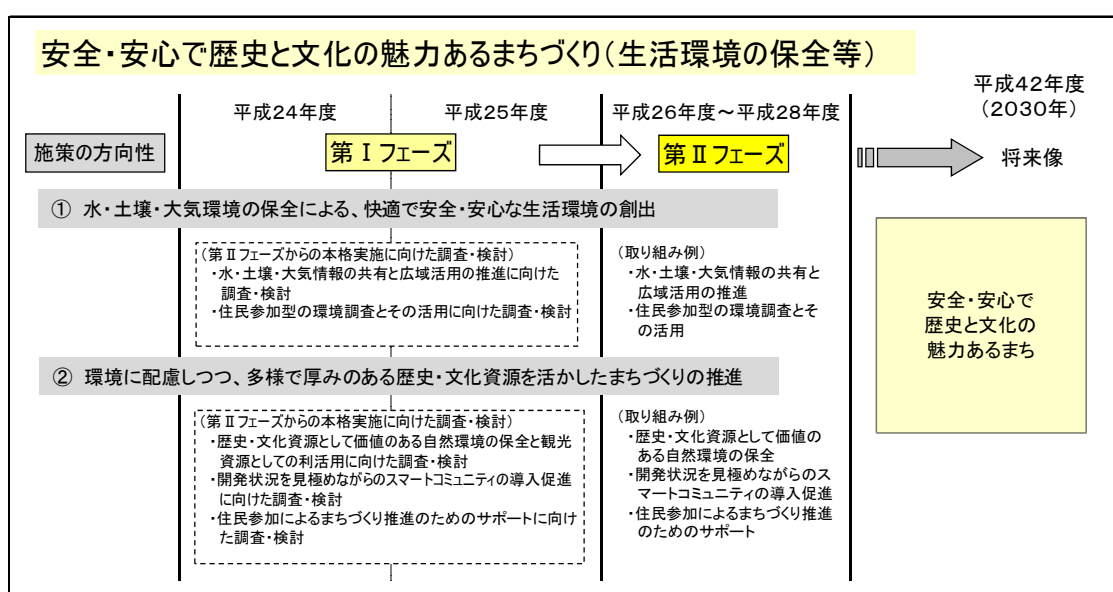 安全・安心で歴史と文化の魅力あるまちづくり（生活環境の保全等）
平成42年度
（2030年）
平成24年度
平成25年度
平成26年度～平成28年度
施策の方向性
第Ⅰフェーズ
第Ⅱフェーズ
将来像
① 水・土壌・大気環境の保全による、快適で安全・安心な生活環境の創出
（第Ⅱフェーズからの本格実施に向けた調査・検討）
・水・土壌・大気情報の共有と広域活用の推進に向けた
調査・検討
・住民参加型の環境調査とその活用に向けた調査・検討
（取り組み例）
・水・土壌・大気情報の共有と
広域活用の推進
・住民参加型の環境調査とそ
の活用
安全・安心で
歴史と文化の
魅力あるまち
② 環境に配慮しつつ、多様で厚みのある歴史・文化資源を活かしたまちづくりの推進
（第Ⅱフェーズからの本格実施に向けた調査・検討）
・歴史・文化資源として価値のある自然環境の保全と観光
資源としての利活用に向けた調査・検討
・開発状況を見極めながらのスマートコミュニティの導入促進
に向けた調査・検討
・住民参加によるまちづくり推進のためのサポートに向け
た調査・検討
（取り組み例）
・歴史・文化資源として価値の
ある自然環境の保全
・開発状況を見極めながらのス
マートコミュニティの導入促進
・住民参加によるまちづくり推進
のためのサポート